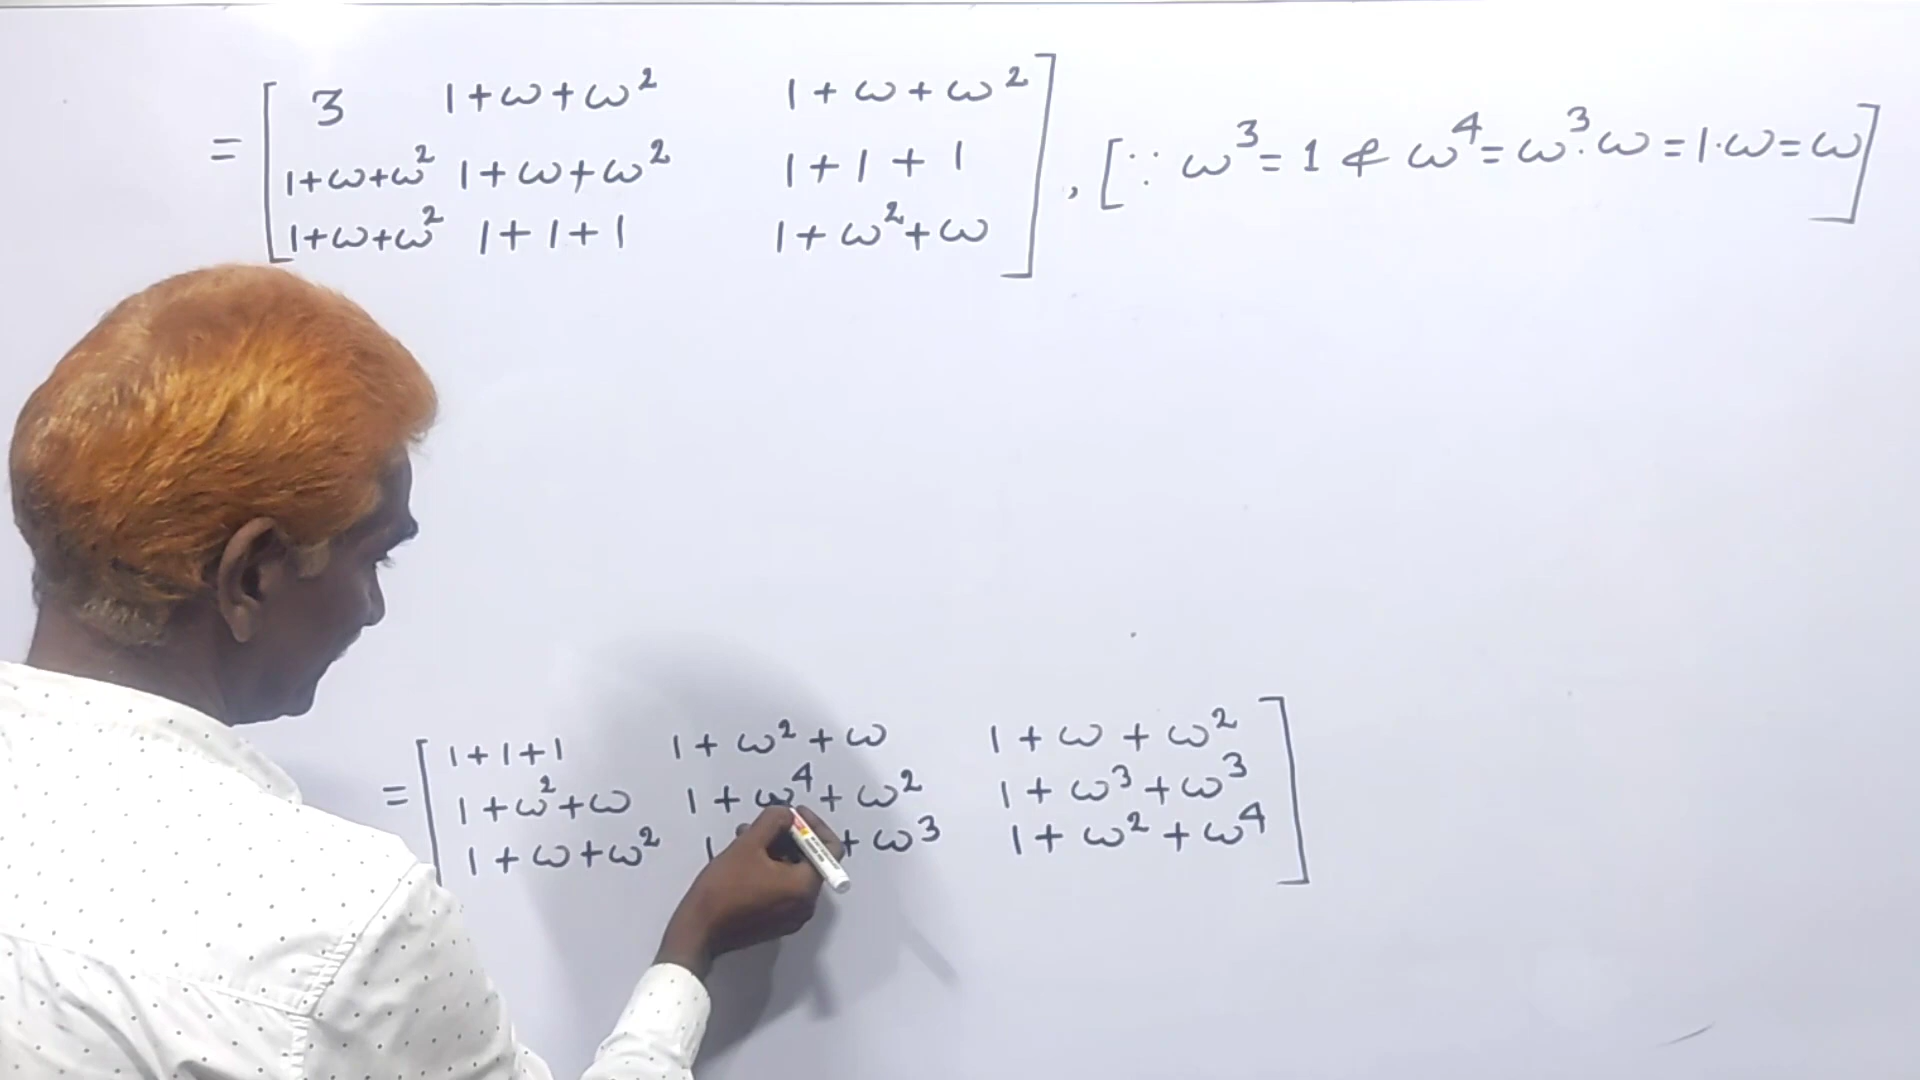 = [ 3 1+ω+ω² 1+ω+ω²
1+ω+ω² 1+ω+ω² 1+1+1
1+ω+ω² 1+1+1 1+ω²+ω ] , [∵ ω³=1 & ω⁴=ω³·ω=1·ω=ω]
= [ 1+1+1 1+ω²+ω 1+ω+ω²
1+ω²+ω 1+ω⁴+ω² 1+ω³+ω³
1+ω+ω² 1 +ω³ 1+ω²+ω⁴ ]